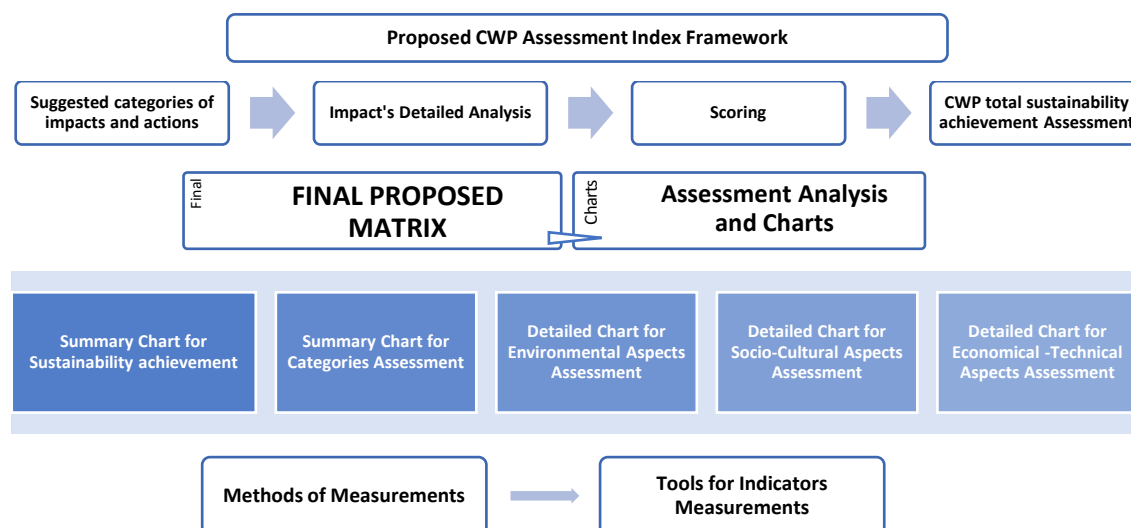 Proposed CWP Assessment Index Framework
Suggested categories of
impacts and actions
Impact's Detailed Analysis
Scoring
CWP total sustainability
achievement Assessment
Final
FINAL PROPOSED
MATRIX
Charts
Assessment Analysis
and Charts
Summary Chart for
Sustainability achievement
Summary Chart for
Categories Assessment
Detailed Chart for
Environmental Aspects
Assessment
Detailed Chart for
Socio-Cultural Aspects
Assessment
Detailed Chart for
Economical -Technical
Aspects Assessment
Methods of Measurements
Tools for Indicators
Measurements